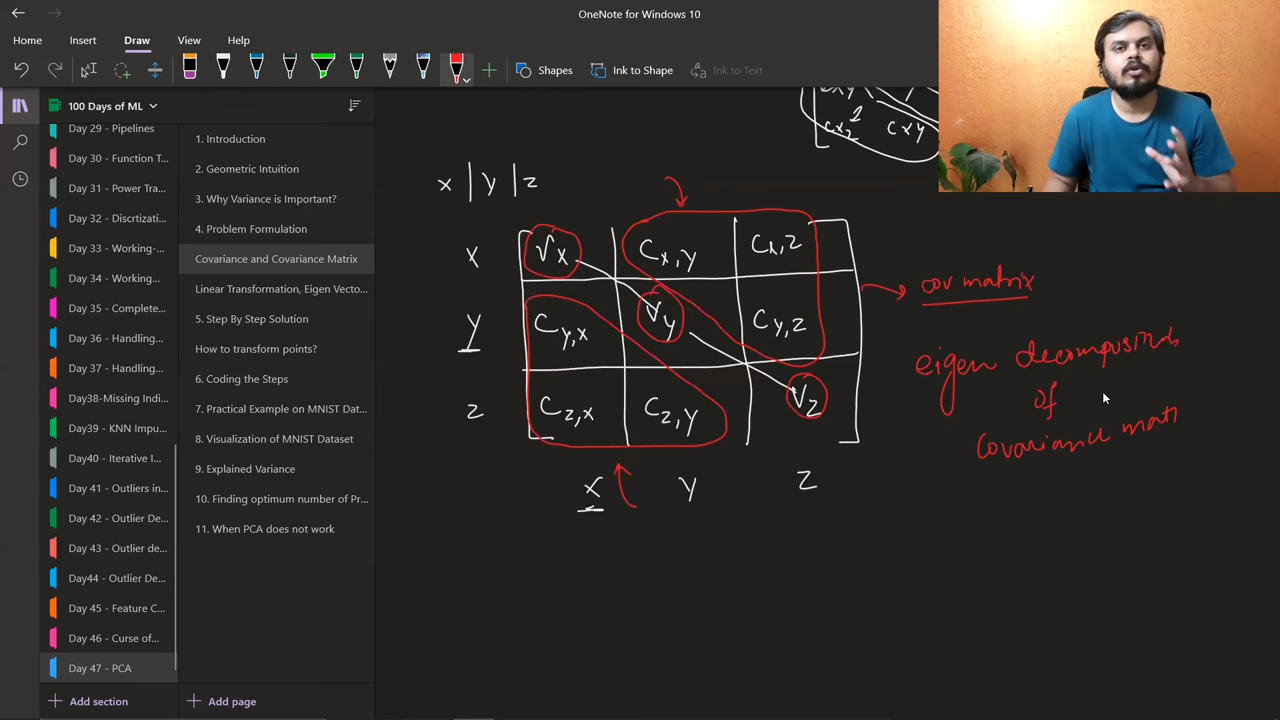 OneNote for Windows 10
Home Insert Draw View Help
Shapes Ink to Shape Ink to Text
100 Days of ML
Day 29 - Pipelines
Day 30 - Function T...
Day 31 - Power Tra...
Day 32 - Discrtizati...
Day 33 - Working-...
Day 34 - Working-...
Day 35 - Complete...
Day 36 - Handling...
Day 37 - Handling...
Day38-Missing Indi...
Day39 - KNN Impu...
Day40 - Iterative I...
Day 41 - Outliers in...
Day 42 - Outlier De...
Day 43 - Outlier de...
Day44 - Outlier De...
Day 45 - Feature C...
Day 46 - Curse of...
Day 47 - PCA
Add section
1. Introduction
2. Geometric Intuition
3. Why Variance is Important?
4. Problem Formulation
Covariance and Covariance Matrix
Linear Transformation, Eigen Vecto...
5. Step By Step Solution
How to transform points?
6. Coding the Steps
7. Practical Example on MNIST Dat...
8. Visualization of MNIST Dataset
9. Explained Variance
10. Finding optimum number of Pr...
11. When PCA does not work
Add page
x | y | z
x Vx Cx,y Cx,z
y Cy,x Vy Cy,z
z Cz,x Cz,y Vz
x y z
cov matrix
eigen
of
covariance